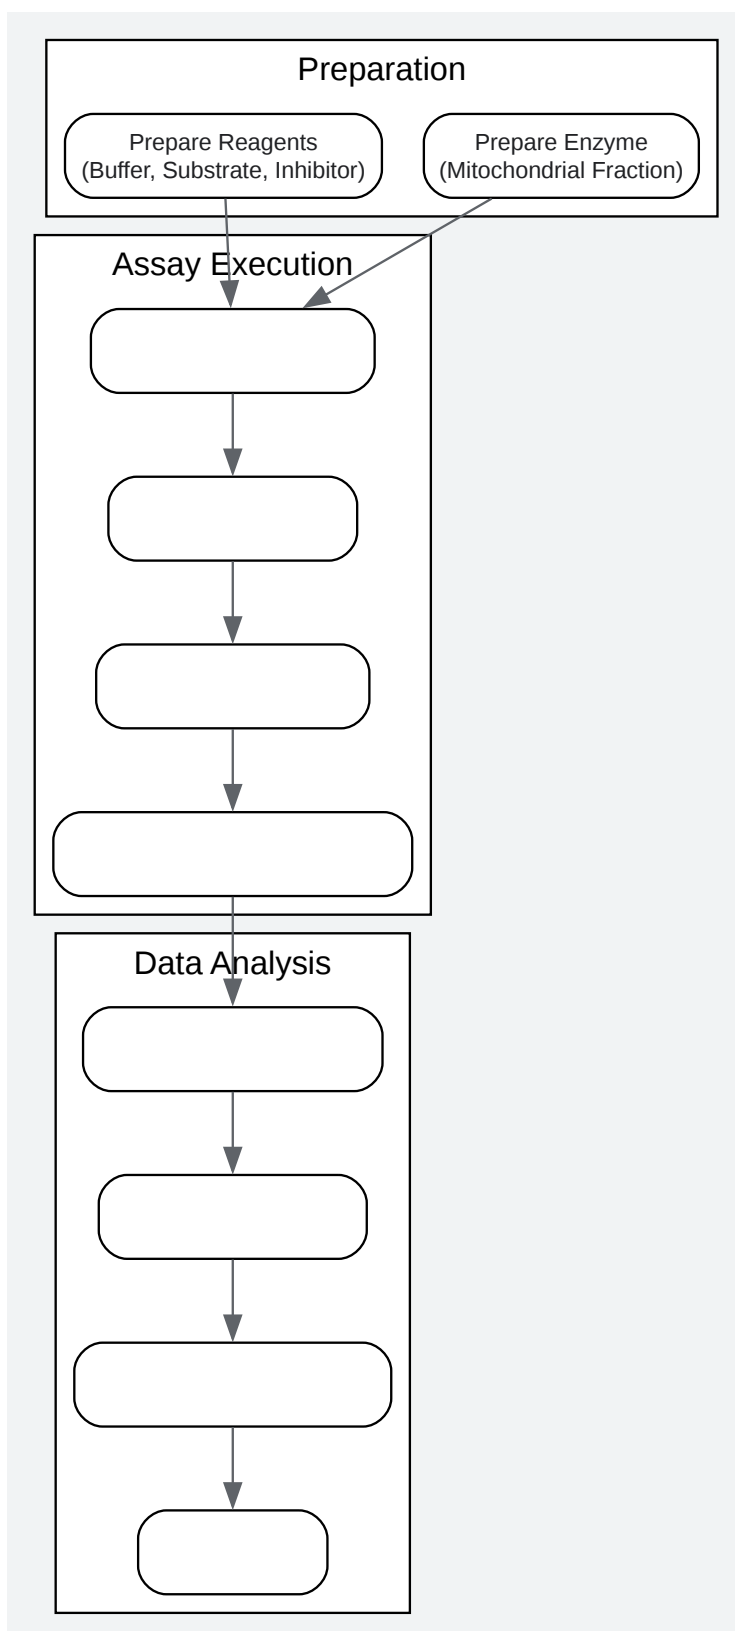 Preparation
Prepare Reagents
(Buffer, Substrate, Inhibitor)
Prepare Enzyme
(Mitochondrial Fraction)
Assay Execution
Data Analysis